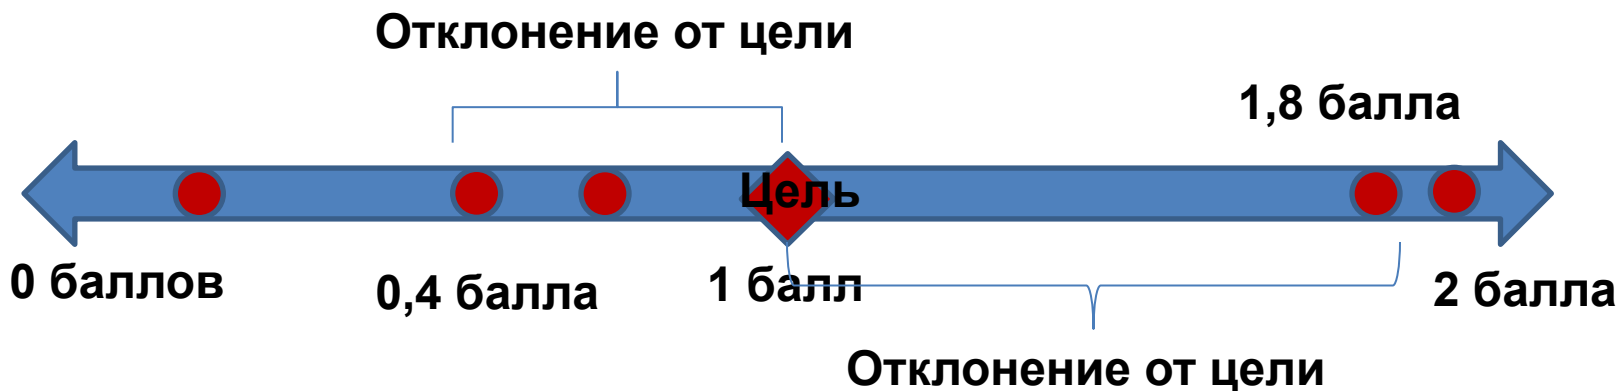 Отклонение от цели
1,8 балла
Цель
0 баллов
0,4 балла
1 балл
2 балла
Отклонение от цели